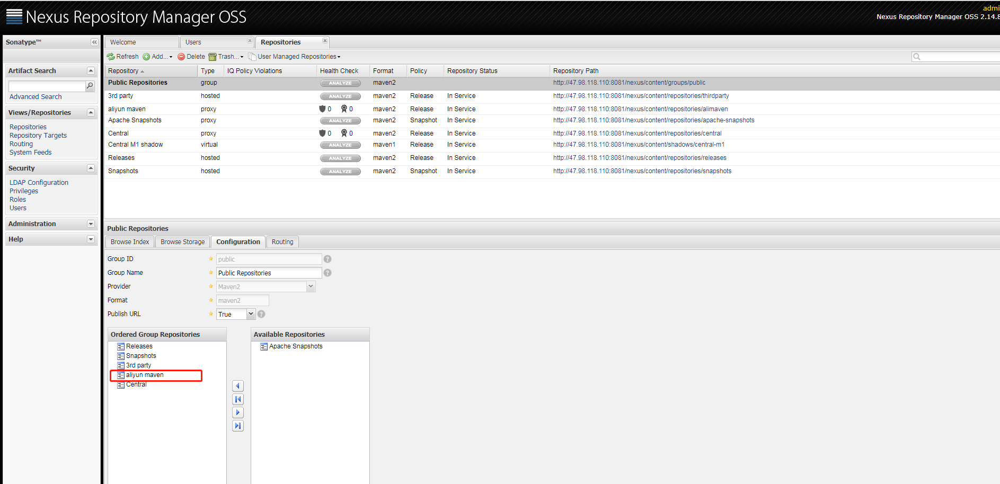 Nexus Repository Manager OSS
Nexus Repository Manager OSS 2.14.
Sonatype™
Welcome
Users
Repositories
Refresh Add... Delete Trash... User Managed Repositories
Artifact Search
Advanced Search
Views/Repositories
Repositories
Repository Targets
Routing
System Feeds
Security
LDAP Configuration
Privileges
Roles
Users
Administration
Help
Repository Type IQ Policy Violations Health Check Format Policy Repository Status Repository Path
Public Repositories group ANALYZE maven2 http://47.98.118.110:8081/nexus/content/groups/public
3rd party hosted ANALYZE maven2 Release In Service http://47.98.118.110:8081/nexus/content/repositories/thirdparty
aliyun maven proxy 0 0 maven2 Release In Service http://47.98.118.110:8081/nexus/content/repositories/alimaven
Apache Snapshots proxy ANALYZE maven2 Snapshot In Service http://47.98.118.110:8081/nexus/content/repositories/apache-snapshots
Central proxy 0 0 maven2 Release In Service http://47.98.118.110:8081/nexus/content/repositories/central
Central M1 shadow virtual ANALYZE maven1 Release In Service http://47.98.118.110:8081/nexus/content/shadows/central-m1
Releases hosted ANALYZE maven2 Release In Service http://47.98.118.110:8081/nexus/content/repositories/releases
Snapshots hosted ANALYZE maven2 Snapshot In Service http://47.98.118.110:8081/nexus/content/repositories/snapshots
Public Repositories
Browse Index Browse Storage Configuration Routing
Group ID public
Group Name Public Repositories
Provider Maven2
Format maven2
Publish URL True
Ordered Group Repositories
Releases
Snapshots
3rd party
aliyun maven
Central
Available Repositories
Apache Snapshots